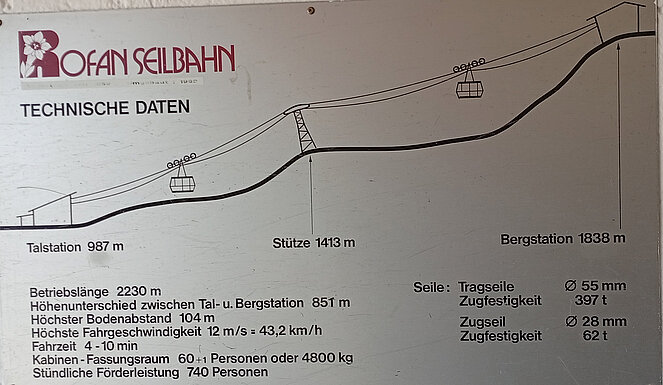 ROFAN SEILBAHN
TECHNISCHE DATEN
Talstation 987 m
Stütze 1413 m
Bergstation 1838 m
Betriebslänge 2230 m
Höhenunterschied zwischen Tal- u. Bergstation 851 m
Höchster Bodenabstand 104 m
Höchste Fahrgeschwindigkeit 12 m/s = 43,2 km/h
Fahrzeit 4 - 10 min
Kabinen - Fassungsraum 60 +1 Personen oder 4800 kg
Stündliche Förderleistung 740 Personen
Seile: Tragseile Ø 55 mm
Zugfestigkeit 397 t
Zugseil Ø 28 mm
Zugfestigkeit 62 t